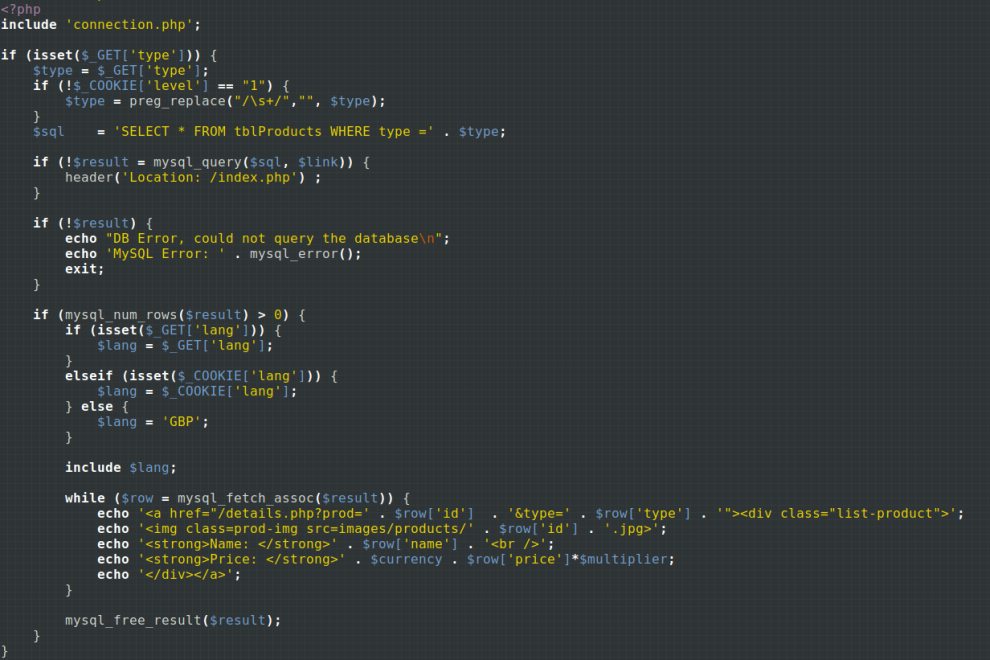 <?php
include 'connection.php';
if (isset($_GET['type'])) {
    $type = $_GET['type'];
    if (!$_COOKIE['level'] == "1") {
        $type = preg_replace("/\s+/","", $type);
    }
    $sql    = 'SELECT * FROM tblProducts WHERE type =' . $type;
    if (!$result = mysql_query($sql, $link)) {
        header('Location: /index.php') ;
    }
    if (!$result) {
        echo "DB Error, could not query the database\n";
        echo 'MySQL Error: ' . mysql_error();
        exit;
    }
    if (mysql_num_rows($result) > 0) {
        if (isset($_GET['lang'])) {
            $lang = $_GET['lang'];
        }
        elseif (isset($_COOKIE['lang'])) {
            $lang = $_COOKIE['lang'];
        } else {
            $lang = 'GBP';
        }
        include $lang;
        while ($row = mysql_fetch_assoc($result)) {
            echo '<a href="/details.php?prod=' . $row['id']  . '&type=' . $row['type'] . '"><div class="list-product">';
            echo '<img class=prod-img src=images/products/' . $row['id'] . '.jpg>';
            echo '<strong>Name: </strong>' . $row['name'] . '<br />';
            echo '<strong>Price: </strong>' . $currency . $row['price']*$multiplier;
            echo '</div></a>';
        }
        mysql_free_result($result);
    }
}